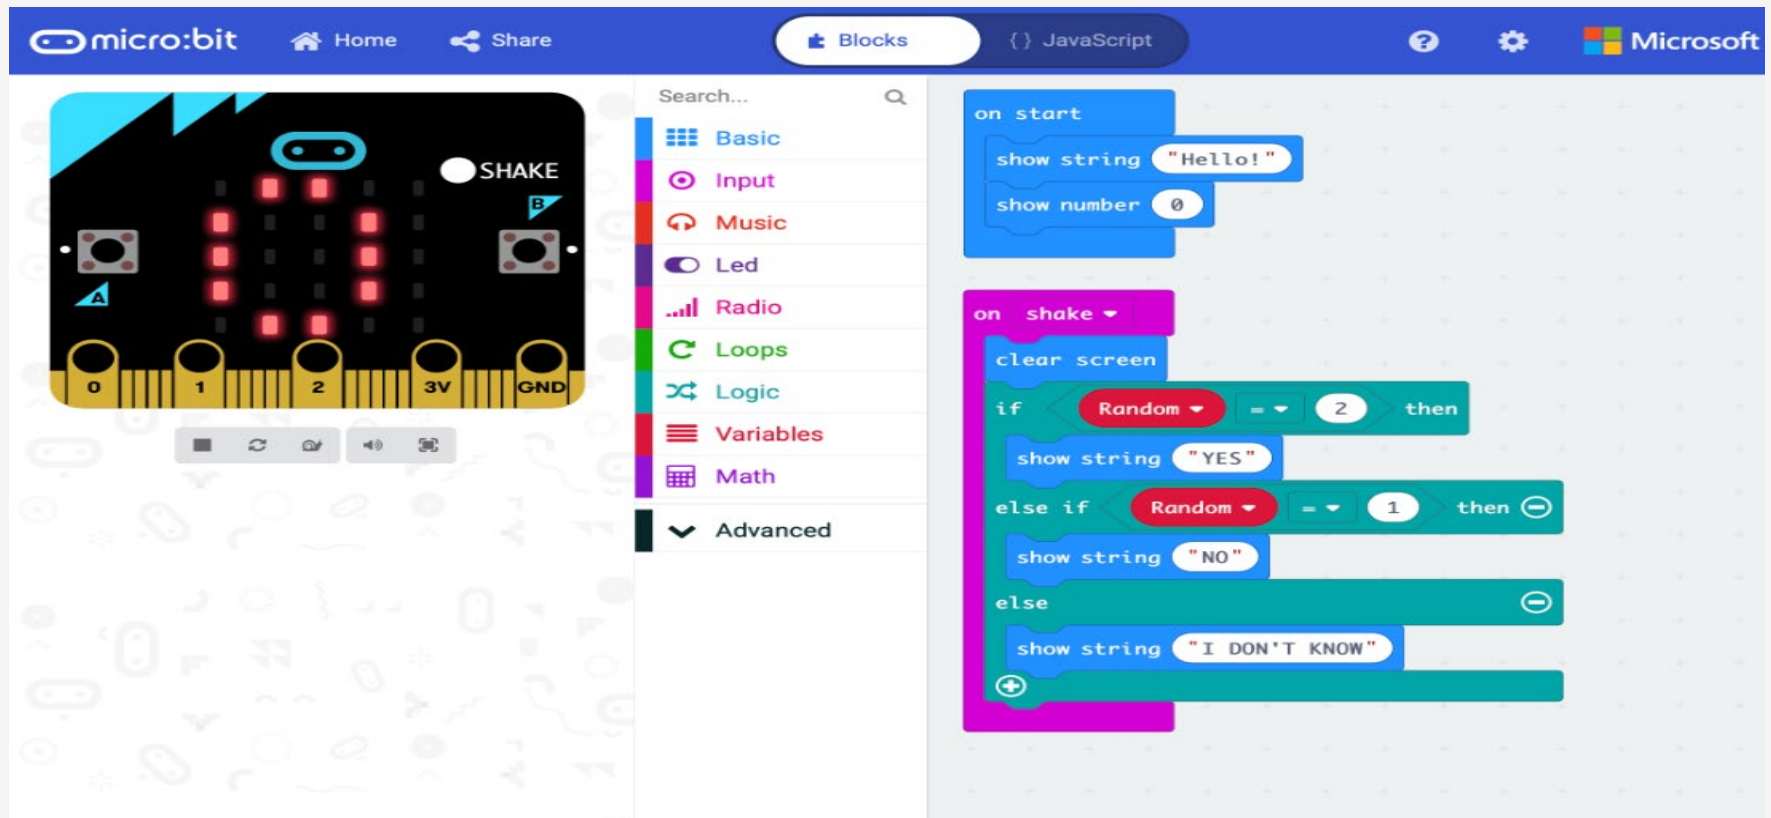 micro:bit Home Share Blocks {} JavaScript ? Microsoft
SHAKE
B
A
0 1 2 3V GND
Search...
Basic
Input
Music
Led
Radio
Loops
Logic
Variables
Math
Advanced
on start
show string "Hello!"
show number 0
on shake
clear screen
if Random = 2 then
show string "YES"
else if Random = 1 then
show string "NO"
else
show string "I DON'T KNOW"